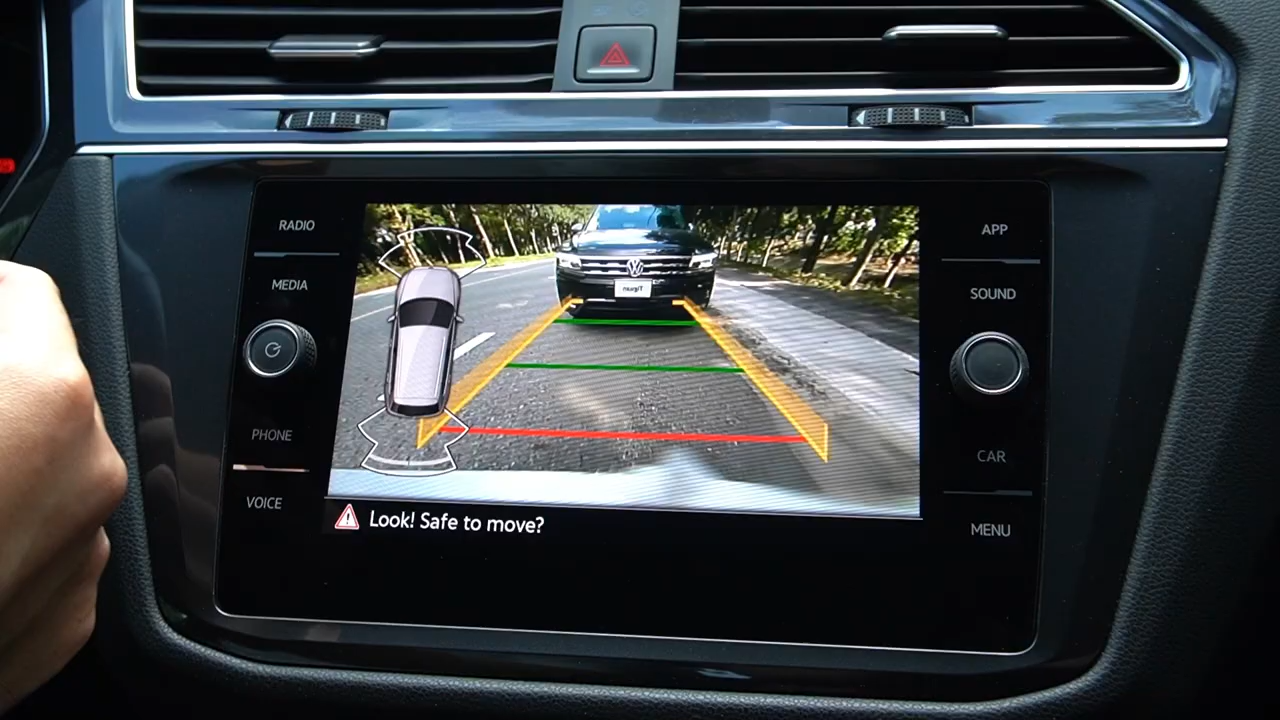 RADIO
MEDIA
PHONE
VOICE
APP
SOUND
CAR
MENU
Tiguan
Look! Safe to move?